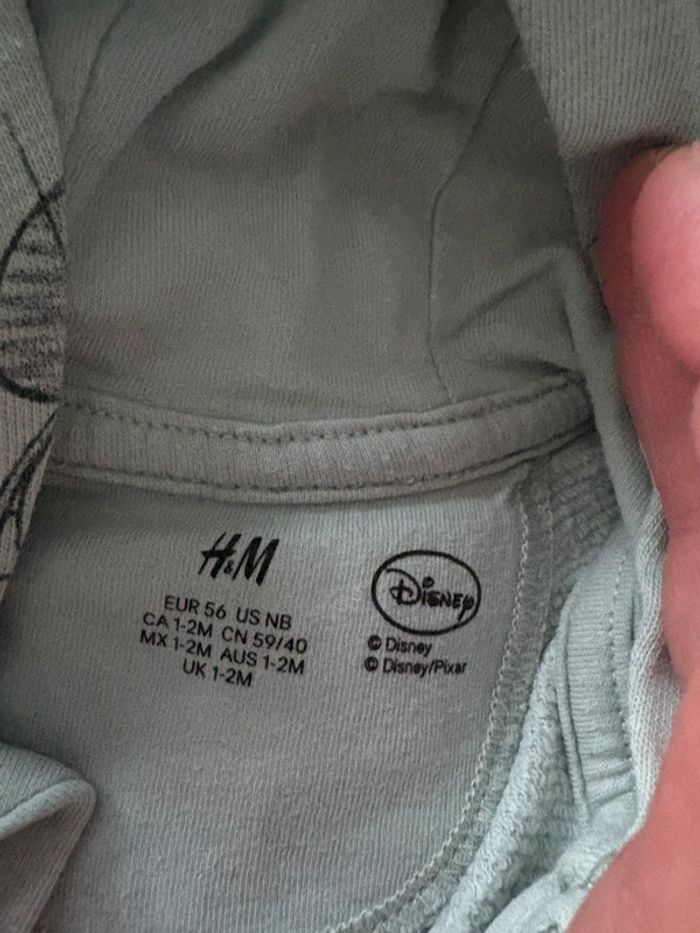 H&M
EUR 56 US NB
CA 1-2M CN 59/40
MX 1-2M AUS 1-2M
UK 1-2M
Disney
© Disney
© Disney/Pixar